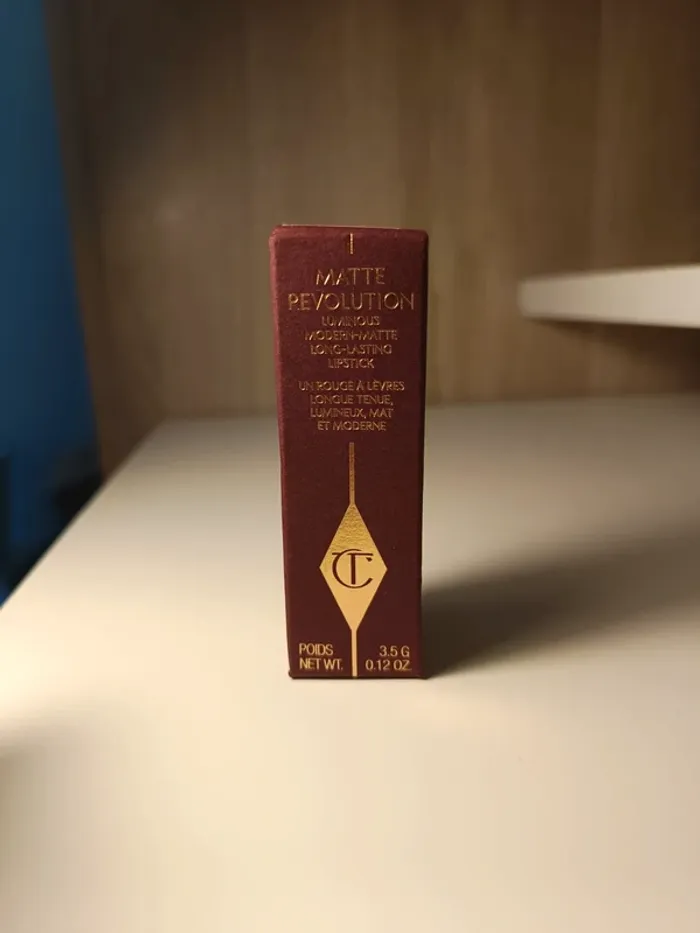 MATTE
REVOLUTION
LUMINOUS
MODERN-MATTE
LONG-LASTING
LIPSTICK
UN ROUGE À LÈVRES
LONGUE TENUE,
LUMINEUX, MAT
ET MODERNE
CT
POIDS 3.5 G
NET WT. 0.12 OZ.